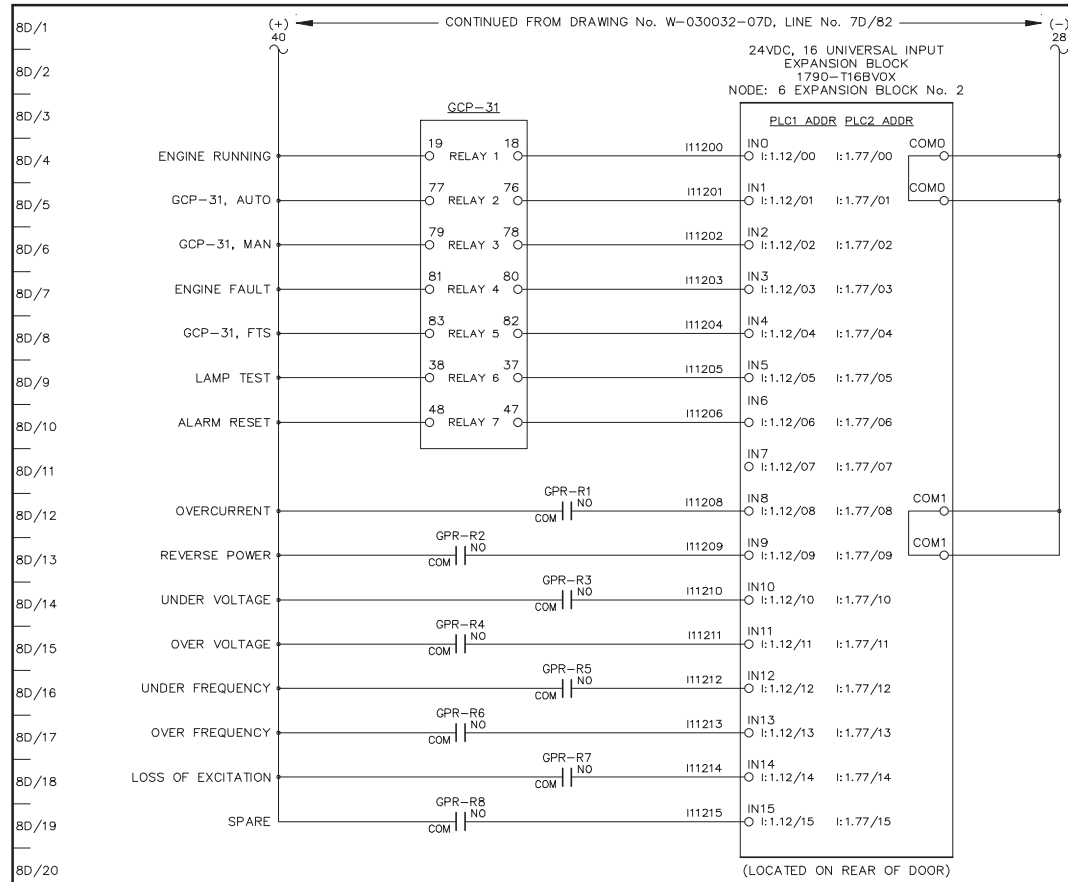 8D/1 (+) CONTINUED FROM DRAWING No. W-030032-07D, LINE No. 7D/82 (-)
40 28
24VDC, 16 UNIVERSAL INPUT
8D/2 EXPANSION BLOCK
1790-T16BV0X
NODE: 6 EXPANSION BLOCK No. 2
8D/3 GCP-31 PLC1 ADDR PLC2 ADDR
19 18 I11200 IN0 COM0
8D/4 ENGINE RUNNING RELAY 1 I:1.12/00 I:1.77/00
77 76 I11201 IN1 COM0
8D/5 GCP-31, AUTO RELAY 2 I:1.12/01 I:1.77/01
79 78 I11202 IN2
8D/6 GCP-31, MAN RELAY 3 I:1.12/02 I:1.77/02
81 80 I11203 IN3
8D/7 ENGINE FAULT RELAY 4 I:1.12/03 I:1.77/03
83 82 I11204 IN4
8D/8 GCP-31, FTS RELAY 5 I:1.12/04 I:1.77/04
38 37 I11205 IN5
8D/9 LAMP TEST RELAY 6 I:1.12/05 I:1.77/05
48 47 I11206 IN6
8D/10 ALARM RESET RELAY 7 I:1.12/06 I:1.77/06
IN7
8D/11 I:1.12/07 I:1.77/07
GPR-R1
NO I11208 IN8 COM1
8D/12 OVERCURRENT COM I:1.12/08 I:1.77/08
GPR-R2
NO I11209 IN9 COM1
8D/13 REVERSE POWER COM I:1.12/09 I:1.77/09
GPR-R3
NO I11210 IN10
8D/14 UNDER VOLTAGE COM I:1.12/10 I:1.77/10
GPR-R4
NO I11211 IN11
8D/15 OVER VOLTAGE COM I:1.12/11 I:1.77/11
GPR-R5
NO I11212 IN12
8D/16 UNDER FREQUENCY COM I:1.12/12 I:1.77/12
GPR-R6
NO I11213 IN13
8D/17 OVER FREQUENCY COM I:1.12/13 I:1.77/13
GPR-R7
NO I11214 IN14
8D/18 LOSS OF EXCITATION COM I:1.12/14 I:1.77/14
GPR-R8
NO I11215 IN15
8D/19 SPARE COM I:1.12/15 I:1.77/15
8D/20 (LOCATED ON REAR OF DOOR)